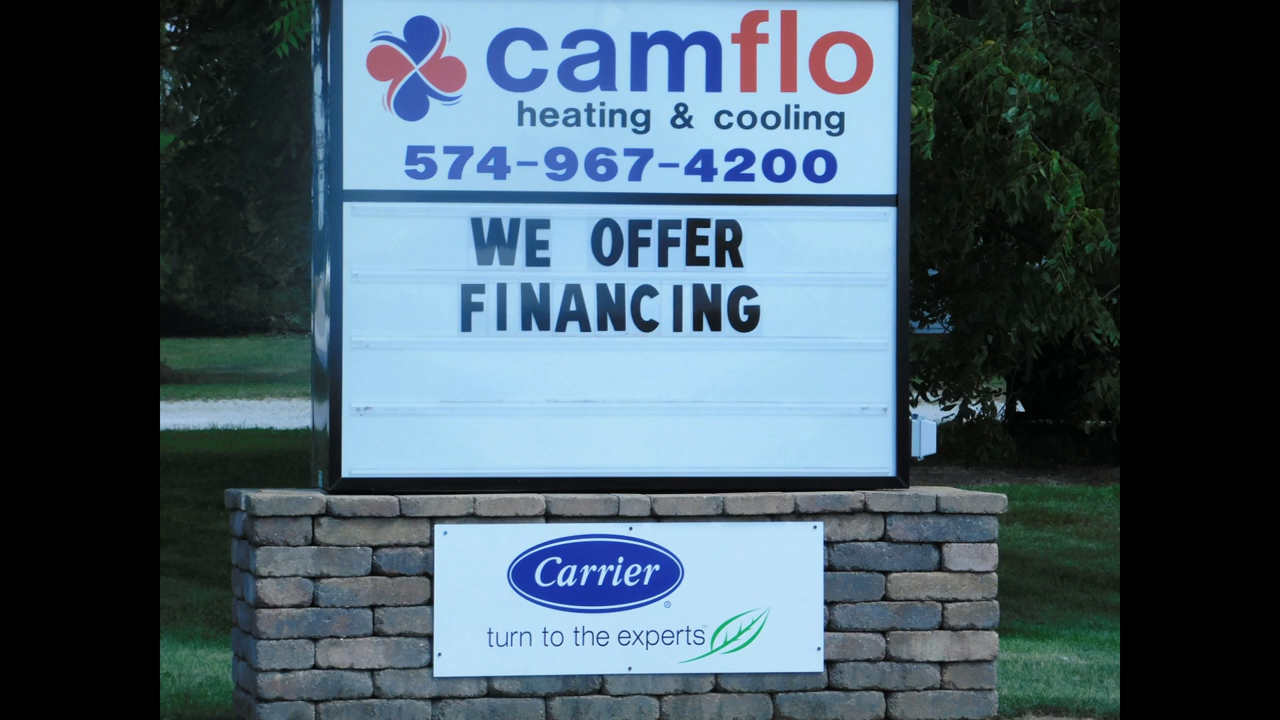 camflo
heating & cooling
574-967-4200
WE OFFER
FINANCING
Carrier
®
turn to the experts